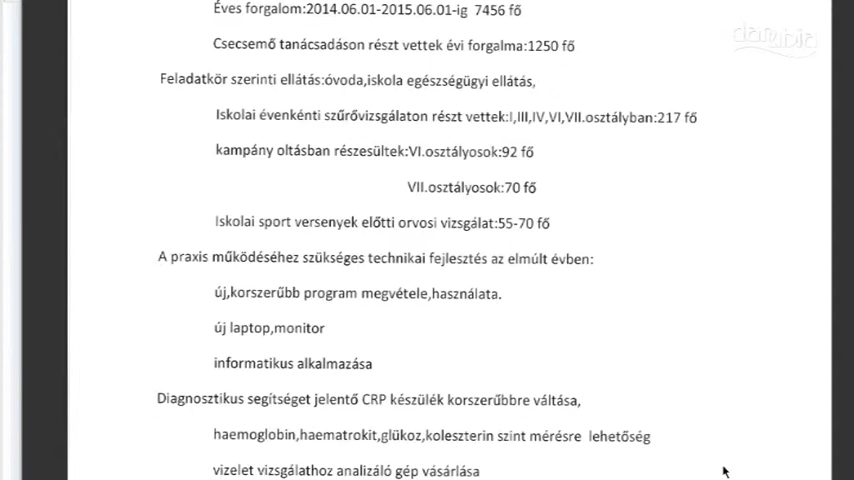 danubia
Éves forgalom:2014.06.01-2015.06.01-ig 7456 fő
Csecsemő tanácsadáson részt vettek évi forgalma:1250 fő
Feladatkör szerinti ellátás:óvoda,iskola egészségügyi ellátás,
Iskolai évenkénti szűrővizsgálaton részt vettek:I,III,IV,VI,VII.osztályban:217 fő
kampány oltásban részesültek:VI.osztályosok:92 fő
VII.osztályosok:70 fő
Iskolai sport versenyek előtti orvosi vizsgálat:55-70 fő
A praxis működéséhez szükséges technikai fejlesztés az elmúlt évben:
új,korszerűbb program megvétele,használata.
új laptop,monitor
informatikus alkalmazása
Diagnosztikus segítséget jelentő CRP készülék korszerűbbre váltása,
haemoglobin,haematrokit,glükoz,koleszterin szint mérésre lehetőség
vizelet vizsgálathoz analizáló gép vásárlása